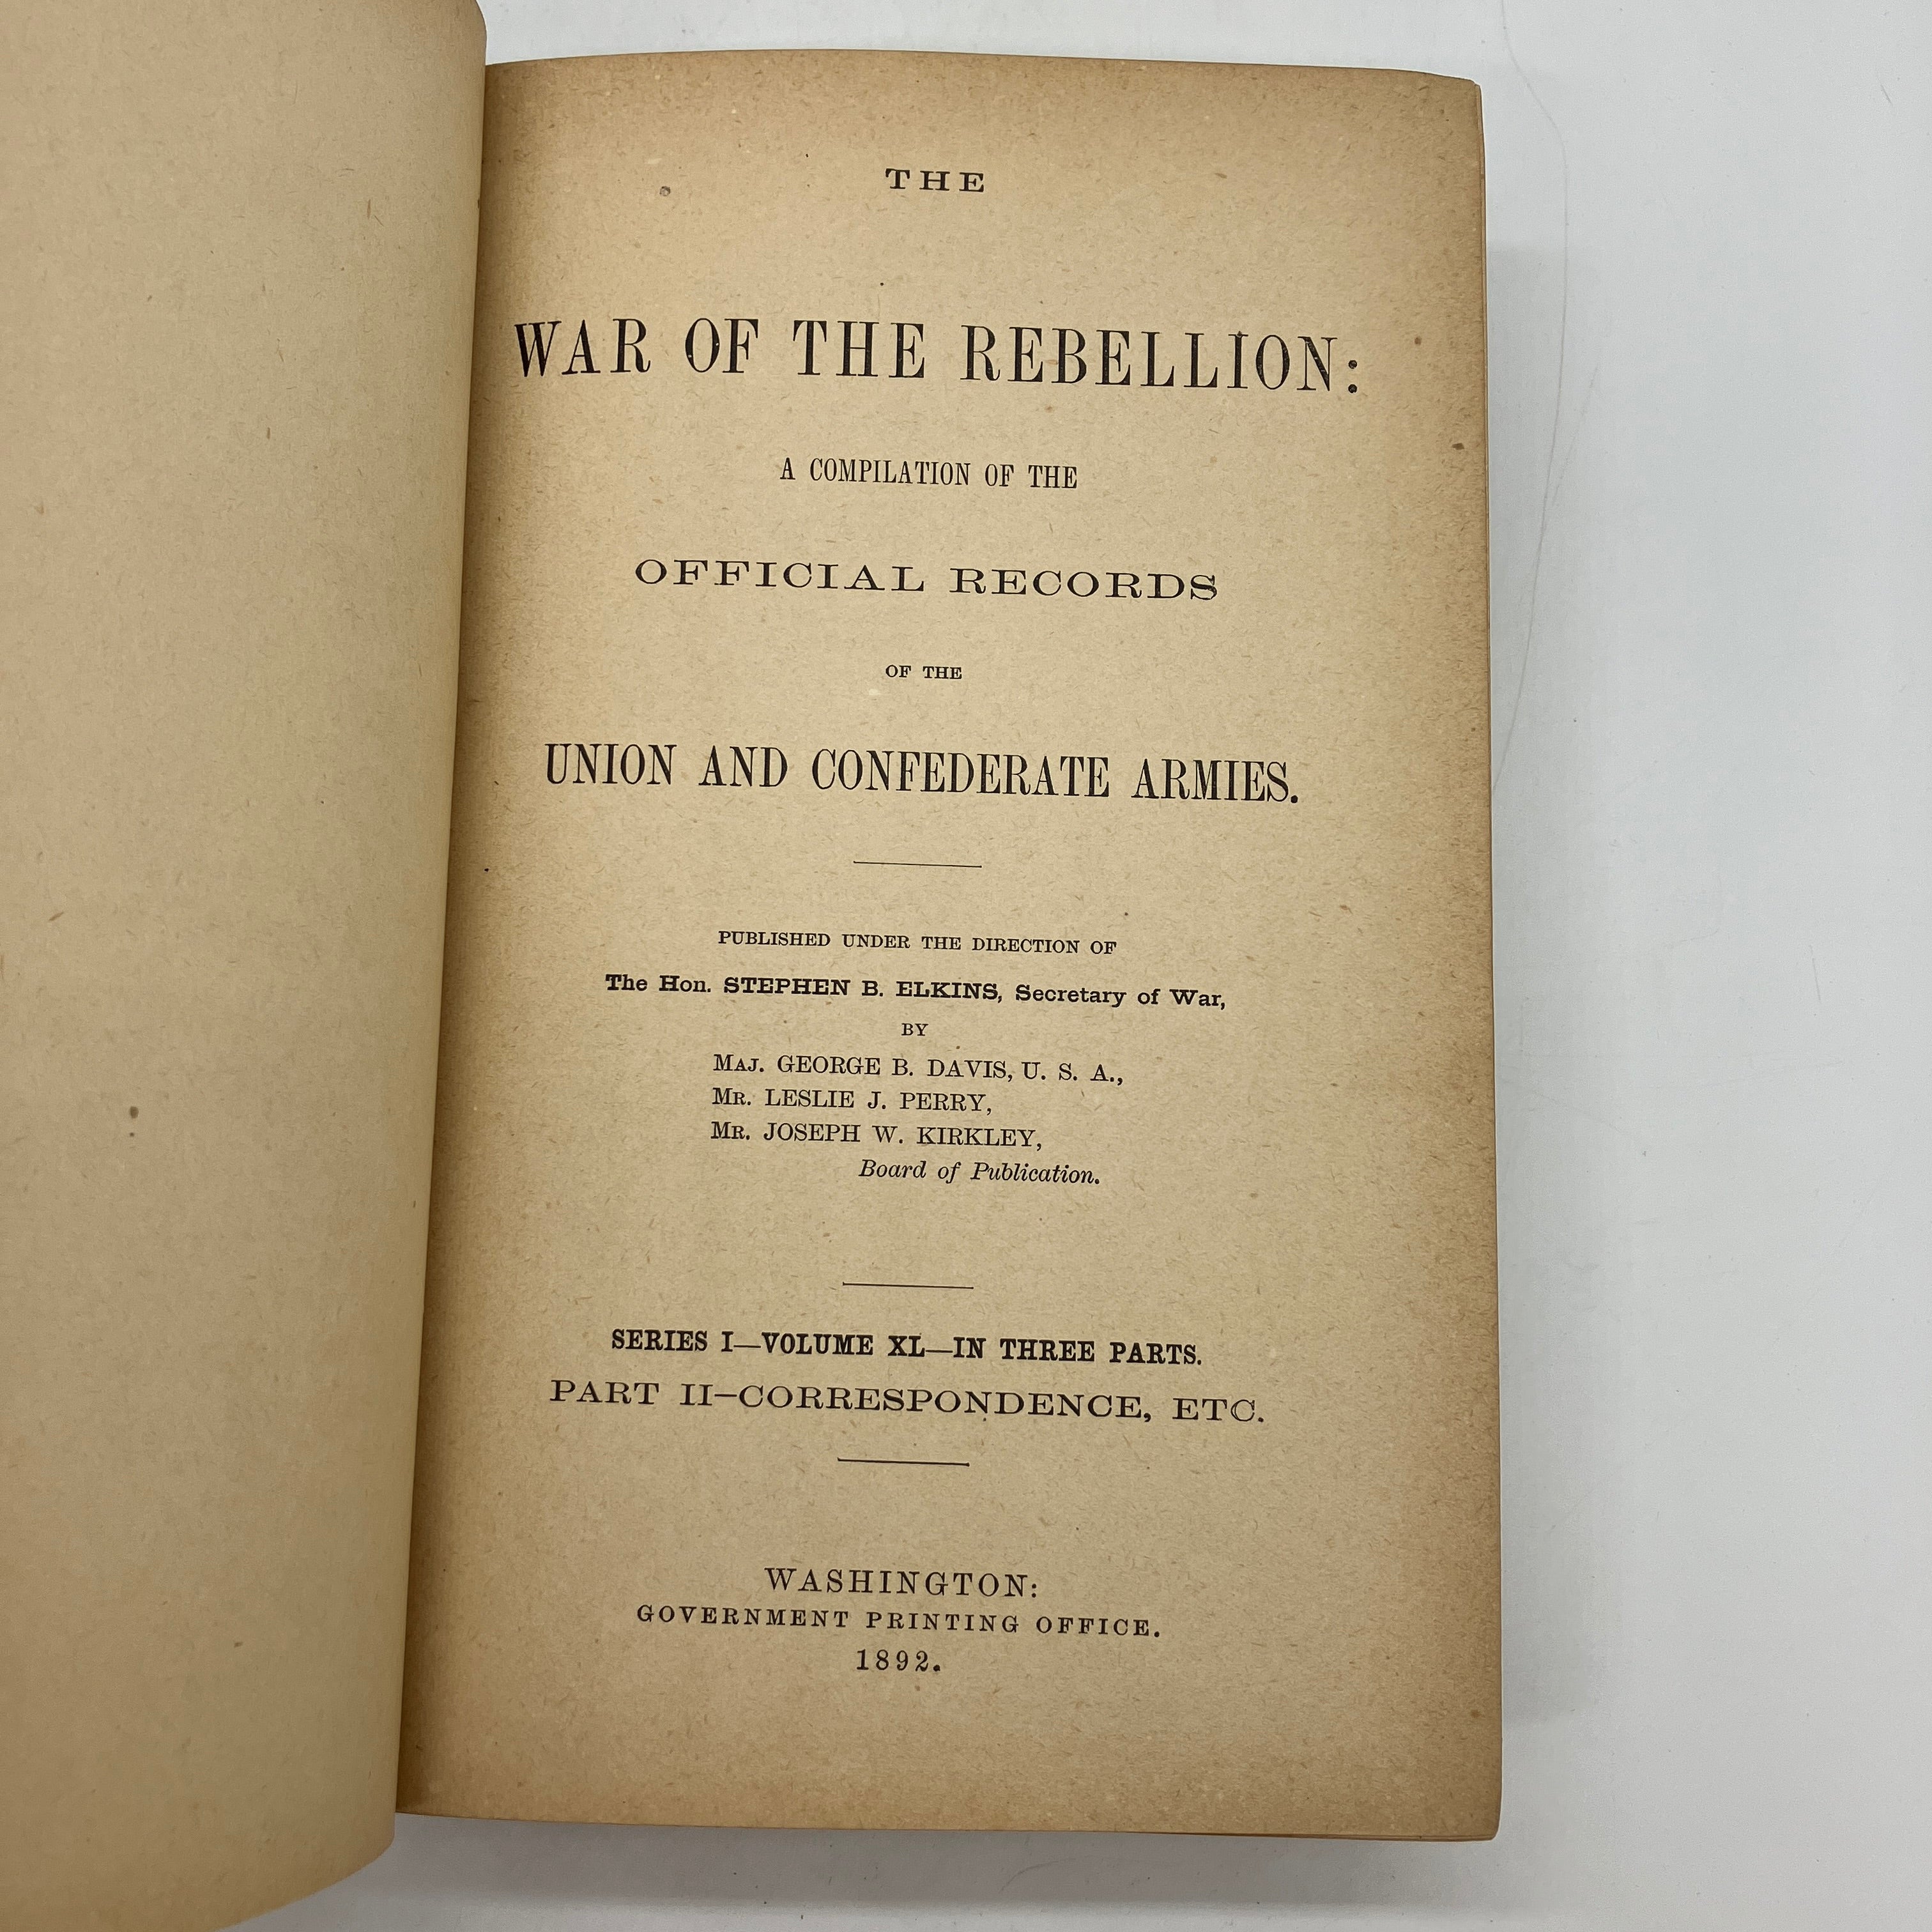 THE
WAR OF THE REBELLION:
A COMPILATION OF THE
OFFICIAL RECORDS
OF THE
UNION AND CONFEDERATE ARMIES.
PUBLISHED UNDER THE DIRECTION OF
The Hon. STEPHEN B. ELKINS, Secretary of War,
BY
MAJ. GEORGE B. DAVIS, U. S. A.,
MR. LESLIE J. PERRY,
MR. JOSEPH W. KIRKLEY,
Board of Publication.
SERIES I—VOLUME XL—IN THREE PARTS.
PART II–CORRESPONDENCE, ETC.
WASHINGTON:
GOVERNMENT PRINTING OFFICE.
1892.